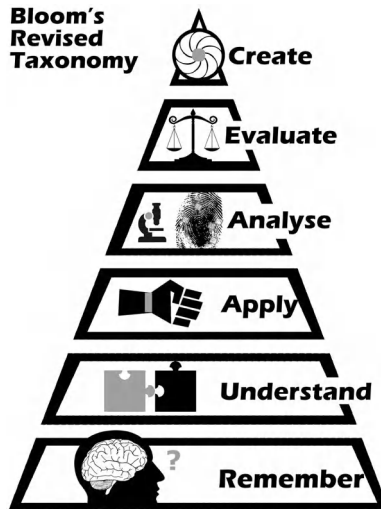 Bloom's
Revised
Taxonomy
Create
Evaluate
Analyse
Apply
Understand
?
Remember